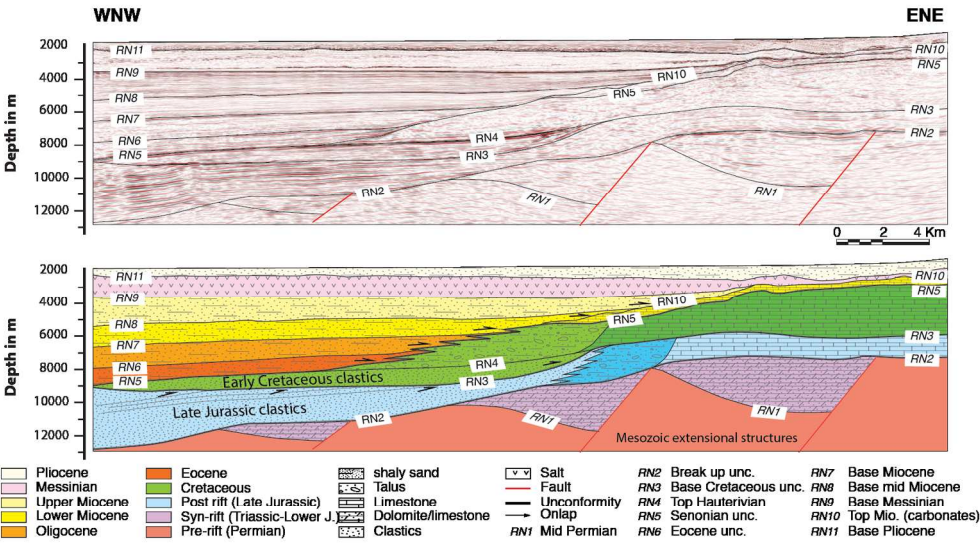 WNW ENE
2000
4000
6000
8000
10000
12000
Depth in m
RN11
RN9
RN8
RN7
RN6
RN5
RN10
RN5
RN4
RN3
RN2
RN1
RN1
RN10
RN5
RN3
RN2
0 2 4 Km
2000
4000
6000
8000
10000
12000
Depth in m
RN11
RN9
RN8
RN7
RN6
RN5
RN10
RN5
RN4
RN3
RN2
RN1
RN1
RN10
RN5
RN3
RN2
Early Cretaceous clastics
Late Jurassic clastics
Mesozoic extensional structures
Pliocene
Messinian
Upper Miocene
Lower Miocene
Oligocene
Eocene
Cretaceous
Post rift (Late Jurassic)
Syn-rift (Triassic-Lower J.)
Pre-rift (Permian)
shaly sand
Talus
Limestone
Dolomite/limestone
Clastics
Salt
Fault
Unconformity
Onlap
RN1 Mid Permian
RN2 Break up unc.
RN3 Base Cretaceous unc.
RN4 Top Hauterivian
RN5 Senonian unc.
RN6 Eocene unc.
RN7 Base Miocene
RN8 Base mid Miocene
RN9 Base Messinian
RN10 Top Mio. (carbonates)
RN11 Base Pliocene